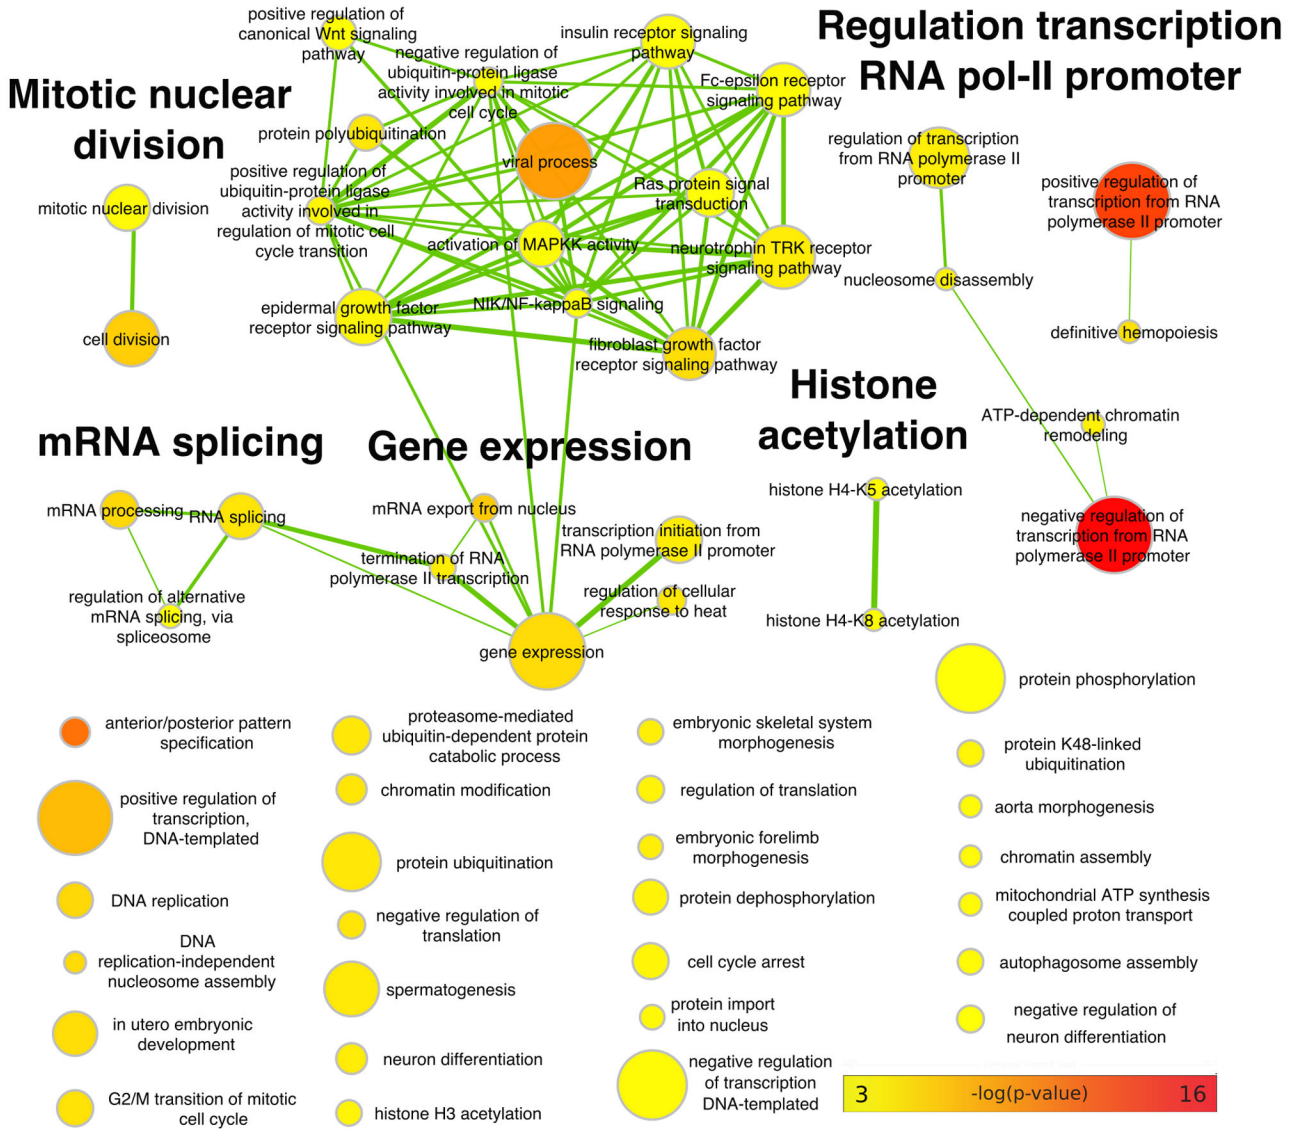 positive regulation of
canonical Wnt signaling
pathway
negative regulation of
ubiquitin-protein ligase
activity involved in mitotic
cell cycle
insulin receptor signaling
pathway
Fc-epsilon receptor
signaling pathway
Regulation transcription
RNA pol-II promoter
Mitotic nuclear
division
protein polyubiquitination
viral process
positive regulation of
ubiquitin-protein ligase
activity involved in
regulation of mitotic cell
cycle transition
Ras protein signal
transduction
activation of MAPKK activity
neurotrophin TRK receptor
signaling pathway
epidermal growth factor
receptor signaling pathway
NIK/NF-kappaB signaling
fibroblast growth factor
receptor signaling pathway
mitotic nuclear division
cell division
regulation of transcription
from RNA polymerase II
promoter
positive regulation of
transcription from RNA
polymerase II promoter
nucleosome disassembly
definitive hemopoiesis
ATP-dependent chromatin
remodeling
negative regulation of
transcription from RNA
polymerase II promoter
Histone
acetylation
histone H4-K5 acetylation
histone H4-K8 acetylation
mRNA splicing
mRNA processing
RNA splicing
regulation of alternative
mRNA splicing, via
spliceosome
Gene expression
mRNA export from nucleus
termination of RNA
polymerase II transcription
transcription initiation from
RNA polymerase II promoter
regulation of cellular
response to heat
gene expression
anterior/posterior pattern
specification
positive regulation of
transcription,
DNA-templated
DNA replication
DNA
replication-independent
nucleosome assembly
in utero embryonic
development
G2/M transition of mitotic
cell cycle
proteasome-mediated
ubiquitin-dependent protein
catabolic process
chromatin modification
protein ubiquitination
negative regulation of
translation
spermatogenesis
neuron differentiation
histone H3 acetylation
embryonic skeletal system
morphogenesis
regulation of translation
embryonic forelimb
morphogenesis
protein dephosphorylation
cell cycle arrest
protein import
into nucleus
negative regulation
of transcription
DNA-templated
protein phosphorylation
protein K48-linked
ubiquitination
aorta morphogenesis
chromatin assembly
mitochondrial ATP synthesis
coupled proton transport
autophagosome assembly
negative regulation of
neuron differentiation
3 -log(p-value) 16